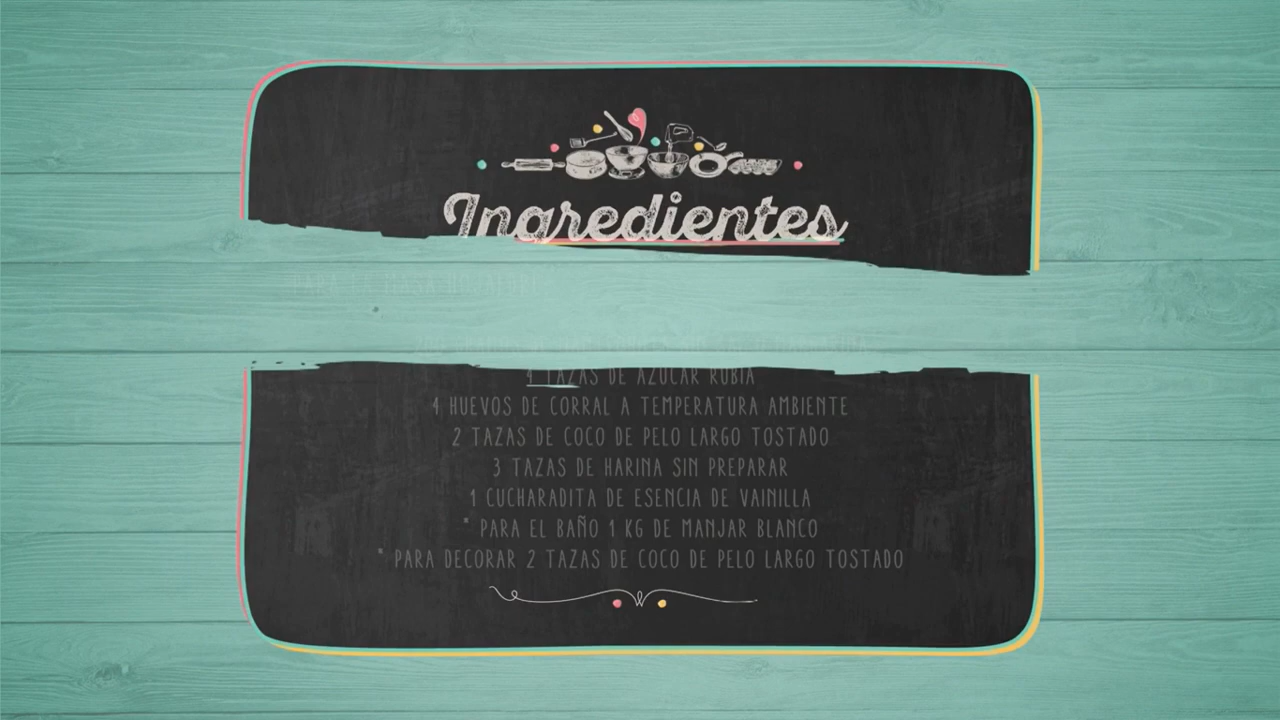 Ingredientes
4 TAZAS DE AZÚCAR RUBIA
4 HUEVOS DE CORRAL A TEMPERATURA AMBIENTE
2 TAZAS DE COCO DE PELO LARGO TOSTADO
3 TAZAS DE HARINA SIN PREPARAR
1 CUCHARADITA DE ESENCIA DE VAINILLA
* PARA EL BAÑO 1 KG DE MANJAR BLANCO
* PARA DECORAR 2 TAZAS DE COCO DE PELO LARGO TOSTADO